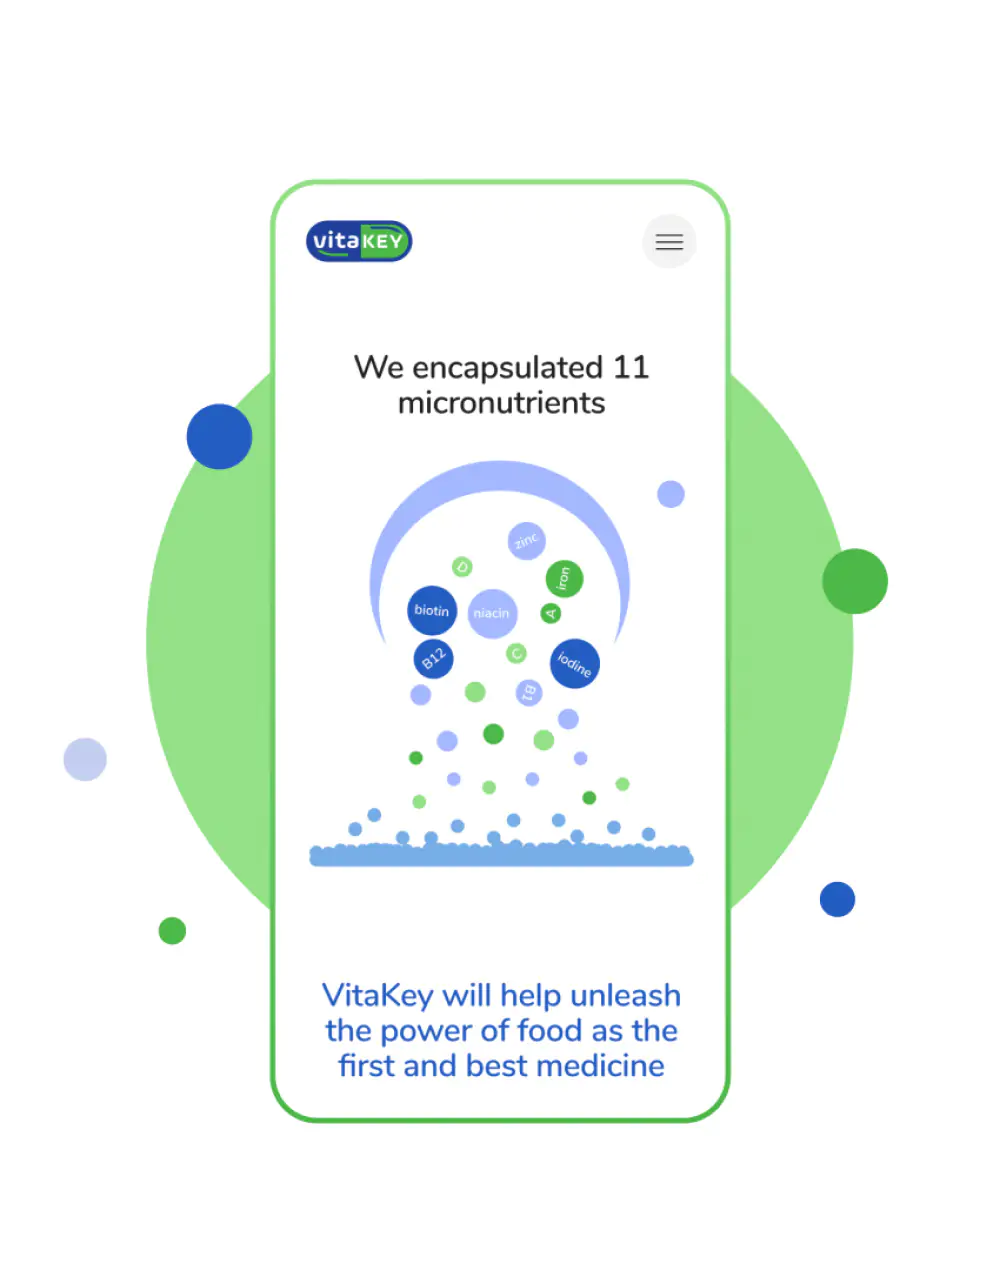 vitaKEY
We encapsulated 11
micronutrients
zinc
D
iron
biotin
niacin
A
B12
C
iodine
B1
VitaKey will help unleash
the power of food as the
first and best medicine